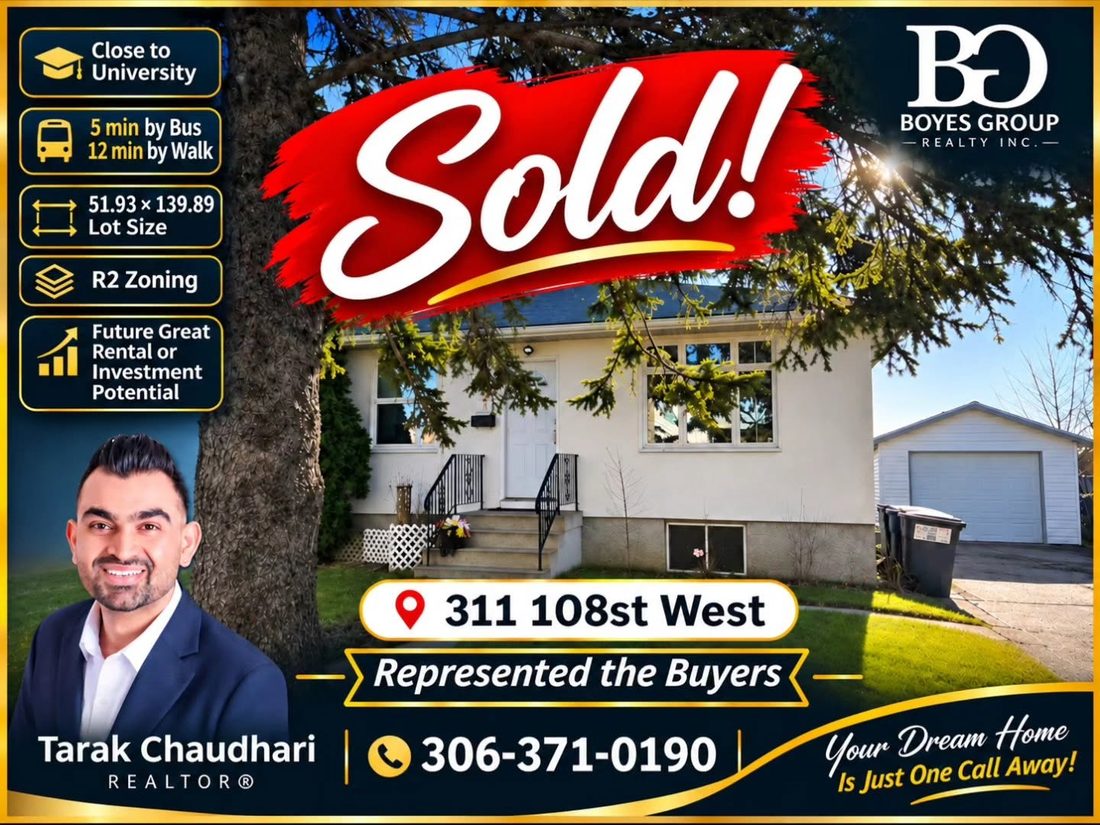 Close to
University
5 min by Bus
12 min by Walk
51.93 × 139.89
Lot Size
R2 Zoning
Future Great
Rental or
Investment
Potential
Sold!
BG
BOYES GROUP
REALTY INC.
311 108st West
Represented the Buyers
Tarak Chaudhari
REALTOR®
306-371-0190
Your Dream Home
Is Just One Call Away!